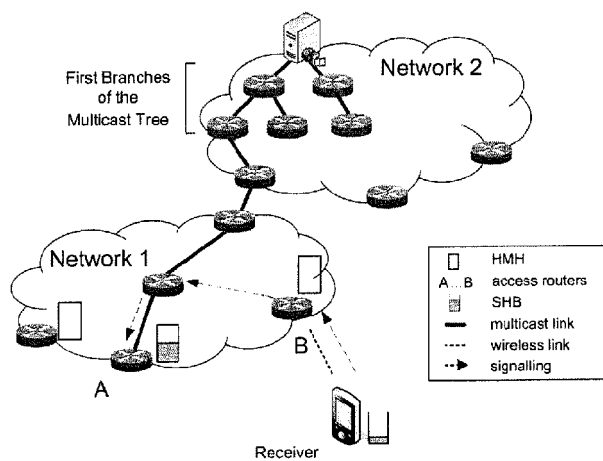 First Branches
of the
Multicast Tree
Network 2
Network 1
A
B
Receiver
HMH
A ... B access routers
SHB
multicast link
wireless link
signalling